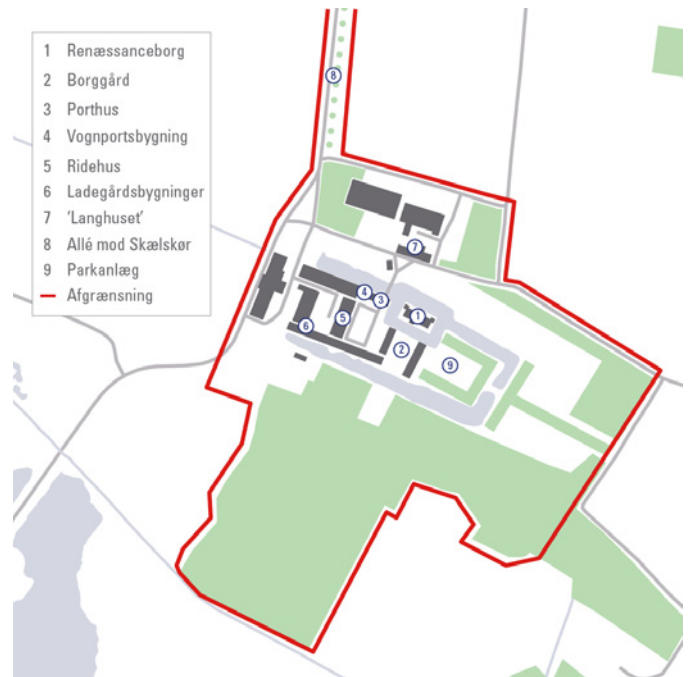 1 Renæssanceborg
2 Borggård
3 Porthus
4 Vognportsbygning
5 Ridehus
6 Ladegårdsbygninger
7 'Langhuset'
8 Allé mod Skælskør
9 Parkanlæg
Afgrænsning
8
7
4
3
1
6
5
2
9